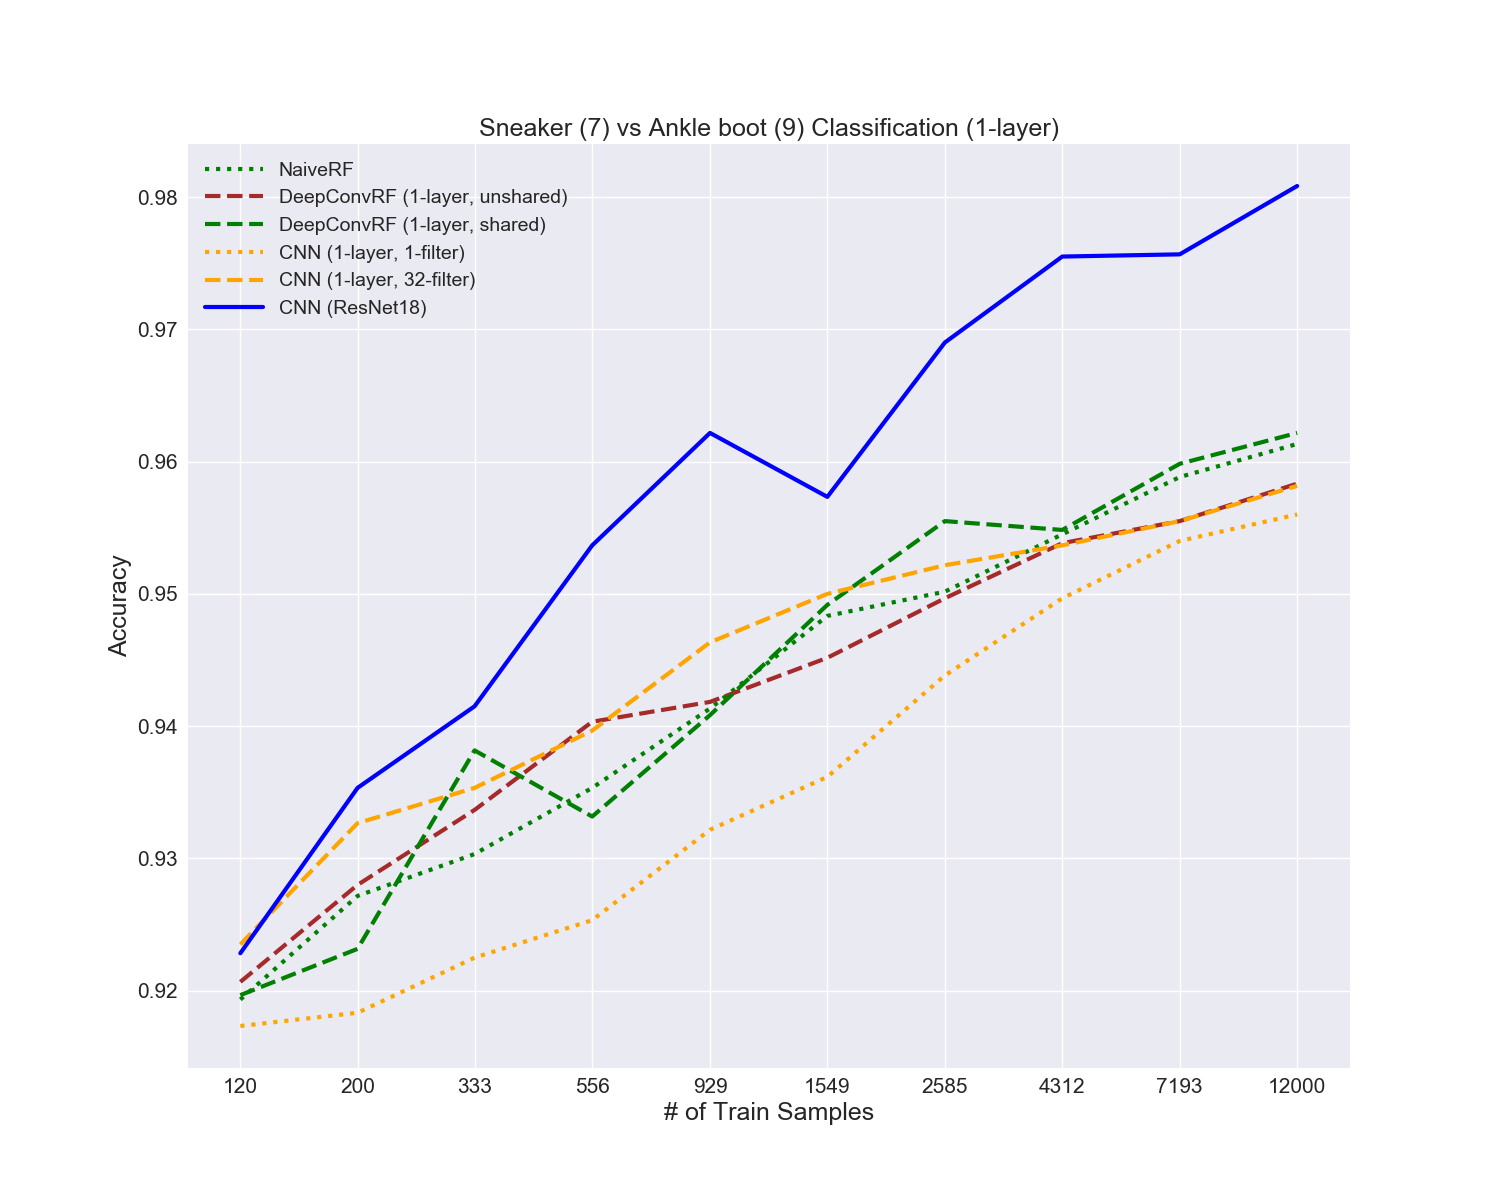 Sneaker (7) vs Ankle boot (9) Classification (1-layer)
NaiveRF
DeepConvRF (1-layer, unshared)
DeepConvRF (1-layer, shared)
CNN (1-layer, 1-filter)
CNN (1-layer, 32-filter)
CNN (ResNet18)
0.98
0.97
0.96
0.95
0.94
0.93
0.92
Accuracy
120 200 333 556 929 1549 2585 4312 7193 12000
# of Train Samples